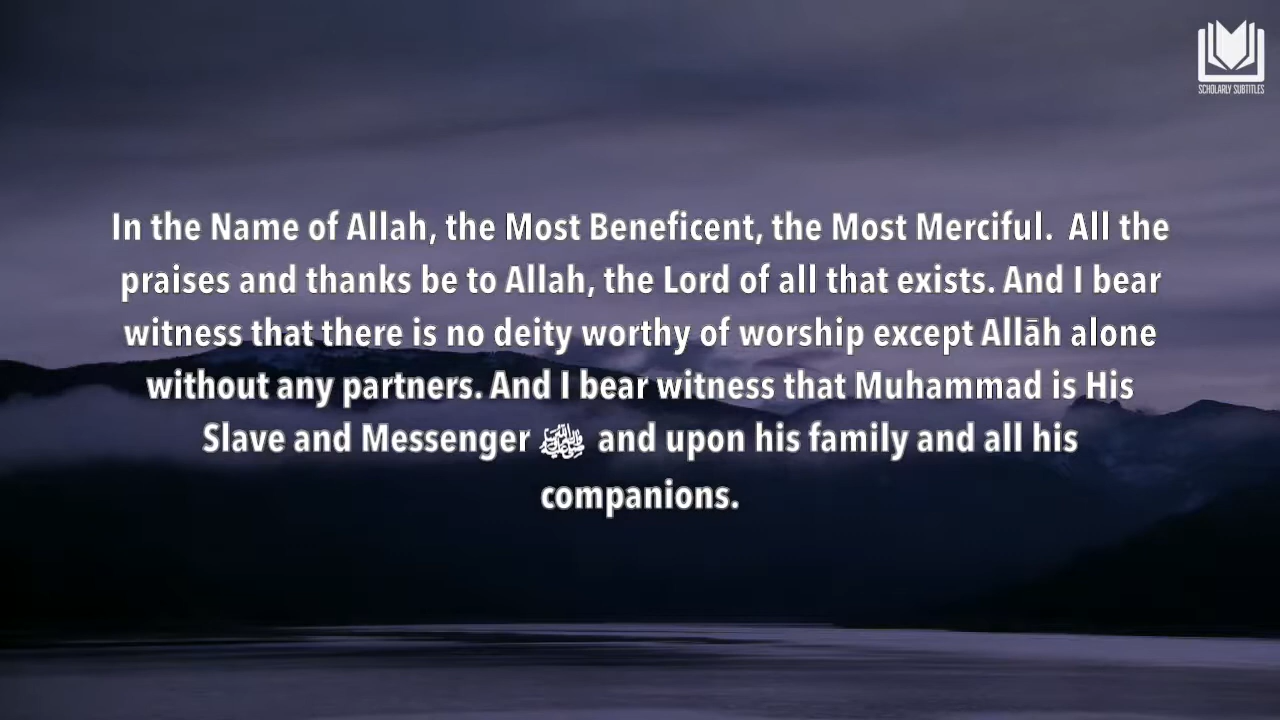 SCHOLARLY SUBTITLES
In the Name of Allah, the Most Beneficent, the Most Merciful.  All the
praises and thanks be to Allah, the Lord of all that exists. And I bear
witness that there is no deity worthy of worship except Allāh alone
without any partners. And I bear witness that Muhammad is His
Slave and Messenger ﷺ and upon his family and all his
companions.